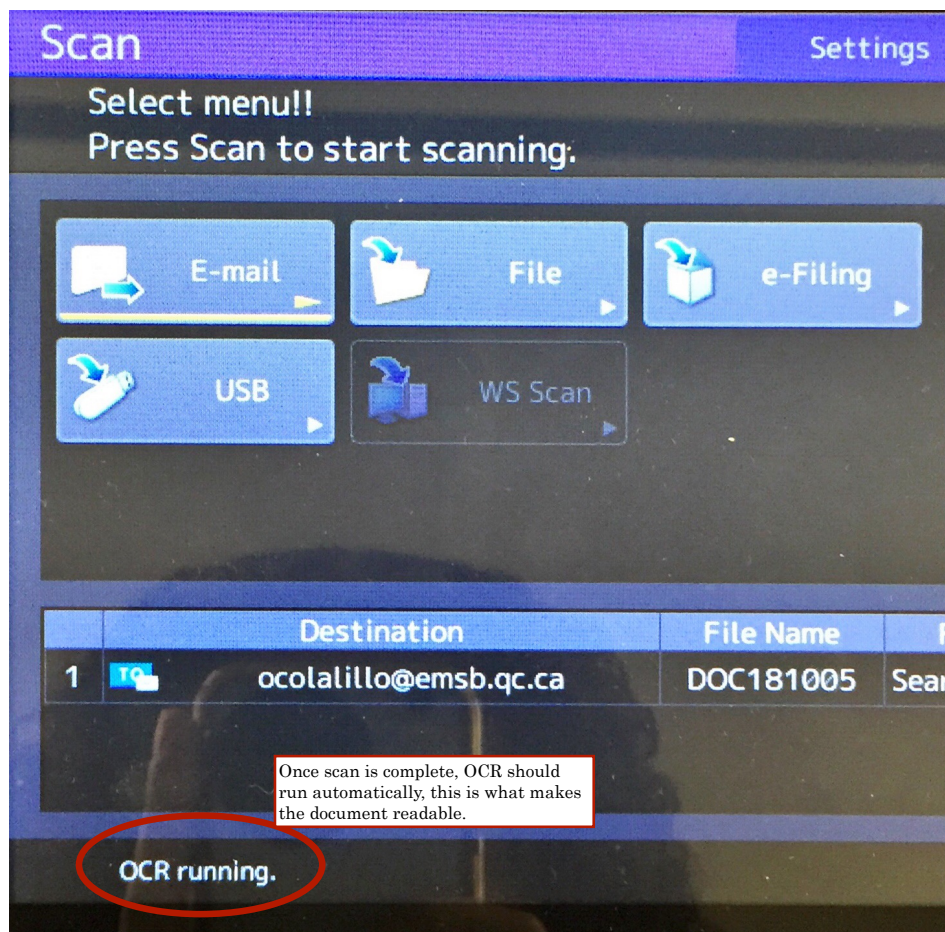 Scan
Settings
Select menu!!
Press Scan to start scanning.
E-mail
File
e-Filing
USB
WS Scan
Destination
File Name
1 TO ocolalillo@emsb.qc.ca DOC181005
Once scan is complete, OCR should
run automatically, this is what makes
the document readable.
OCR running.